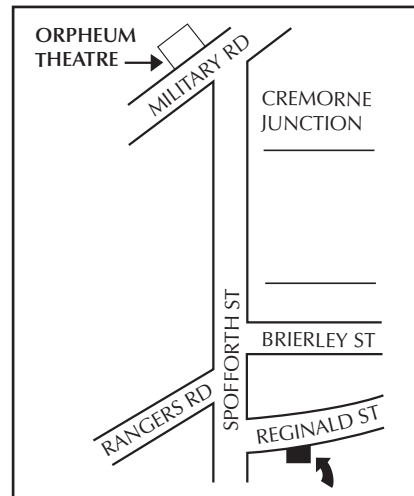 ORPHEUM
THEATRE
MILITARY RD
CREMORNE
JUNCTION
SPOFFORTH ST
BRIERLEY ST
RANGERS RD
REGINALD ST